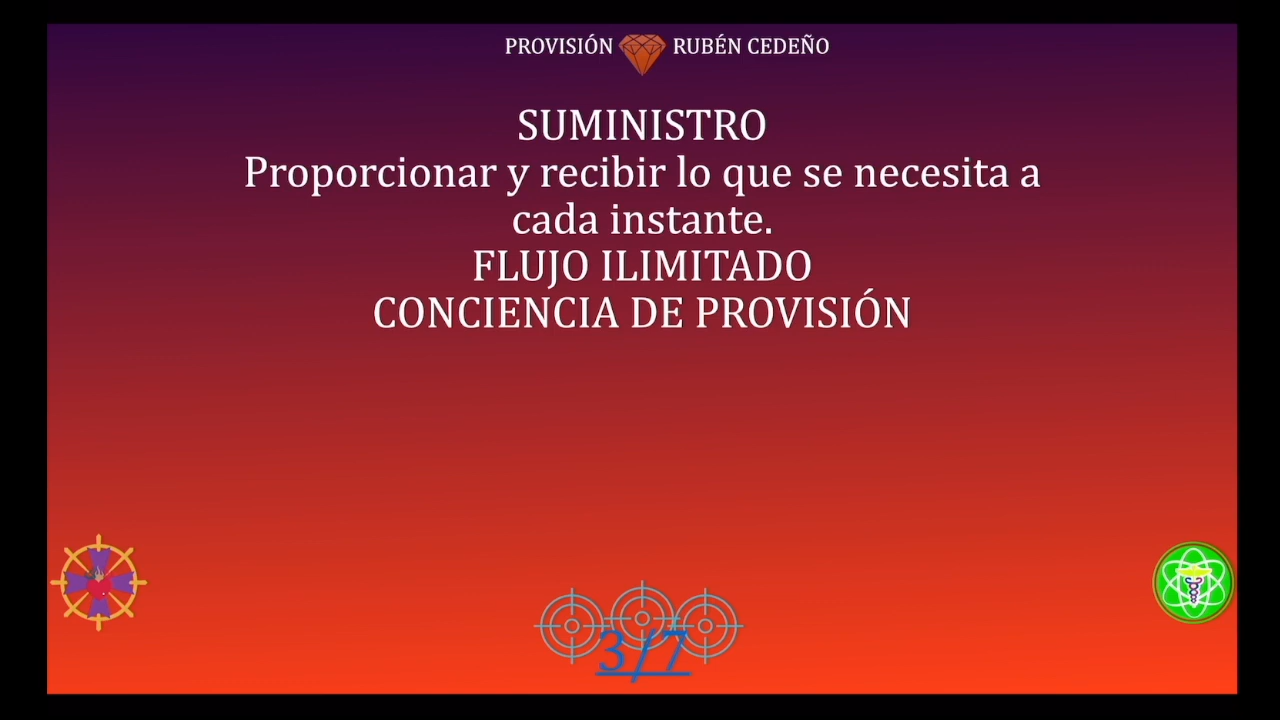 PROVISIÓN RUBÉN CEDEÑO
SUMINISTRO
Proporcionar y recibir lo que se necesita a
cada instante.
FLUJO ILIMITADO
CONCIENCIA DE PROVISIÓN
3/7